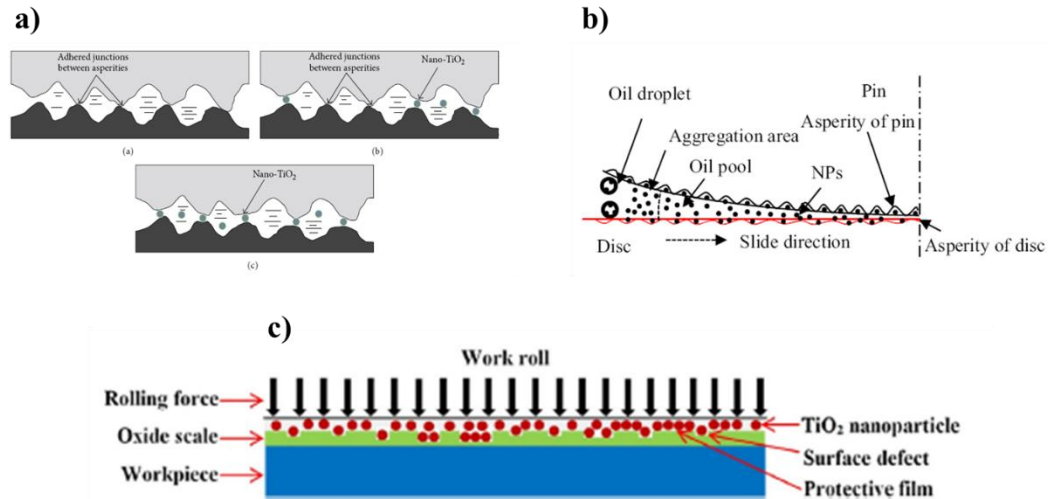 a)
Adhered junctions
between asperities
(a)
Adhered junctions
between asperities
Nano-TiO₂
(b)
Nano-TiO₂
(c)
b)
Oil droplet
Aggregation area
Oil pool
NPs
Pin
Asperity of pin
Disc
Slide direction
Asperity of disc
c)
Work roll
Rolling force
Oxide scale
Workpiece
TiO₂ nanoparticle
Surface defect
Protective film